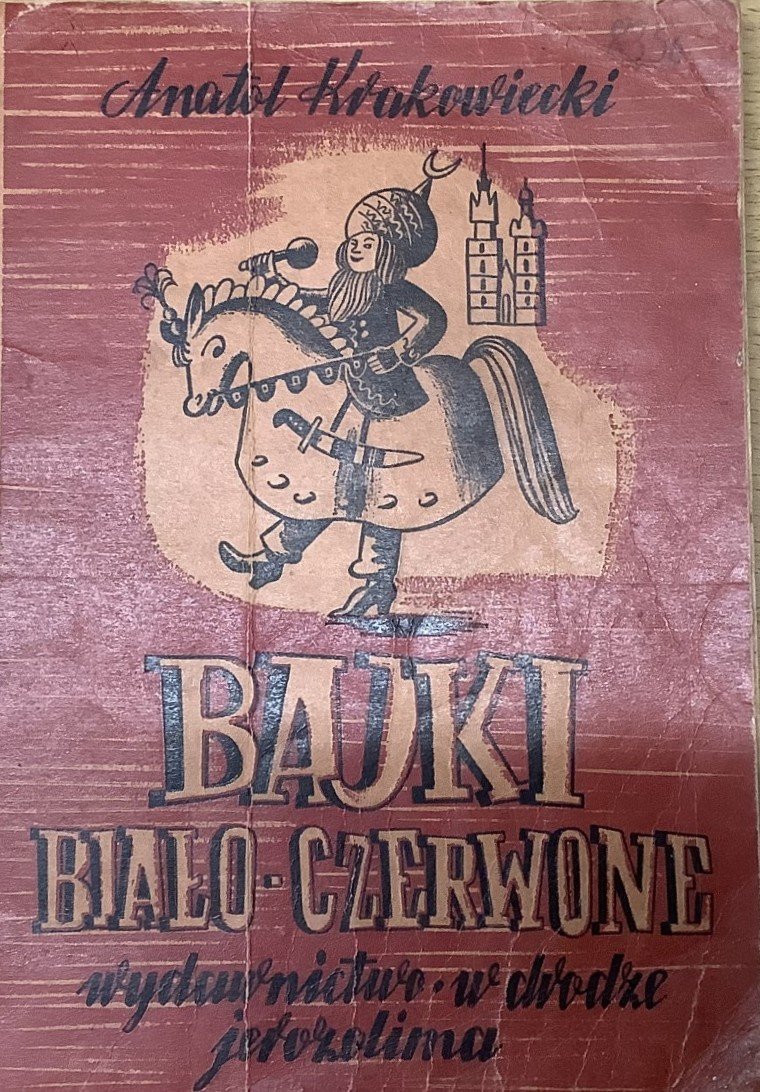 Anatol Krakowiecki
BAJKI
BIAŁO-CZERWONE
wydawnictwo·w drodze
jerozolima